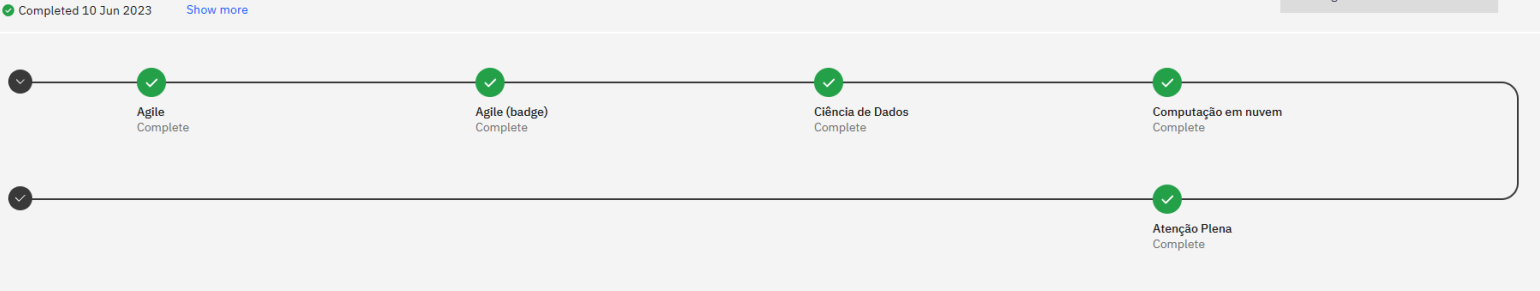 Completed 10 Jun 2023 Show more
Agile
Complete
Agile (badge)
Complete
Ciência de Dados
Complete
Computação em nuvem
Complete
Atenção Plena
Complete